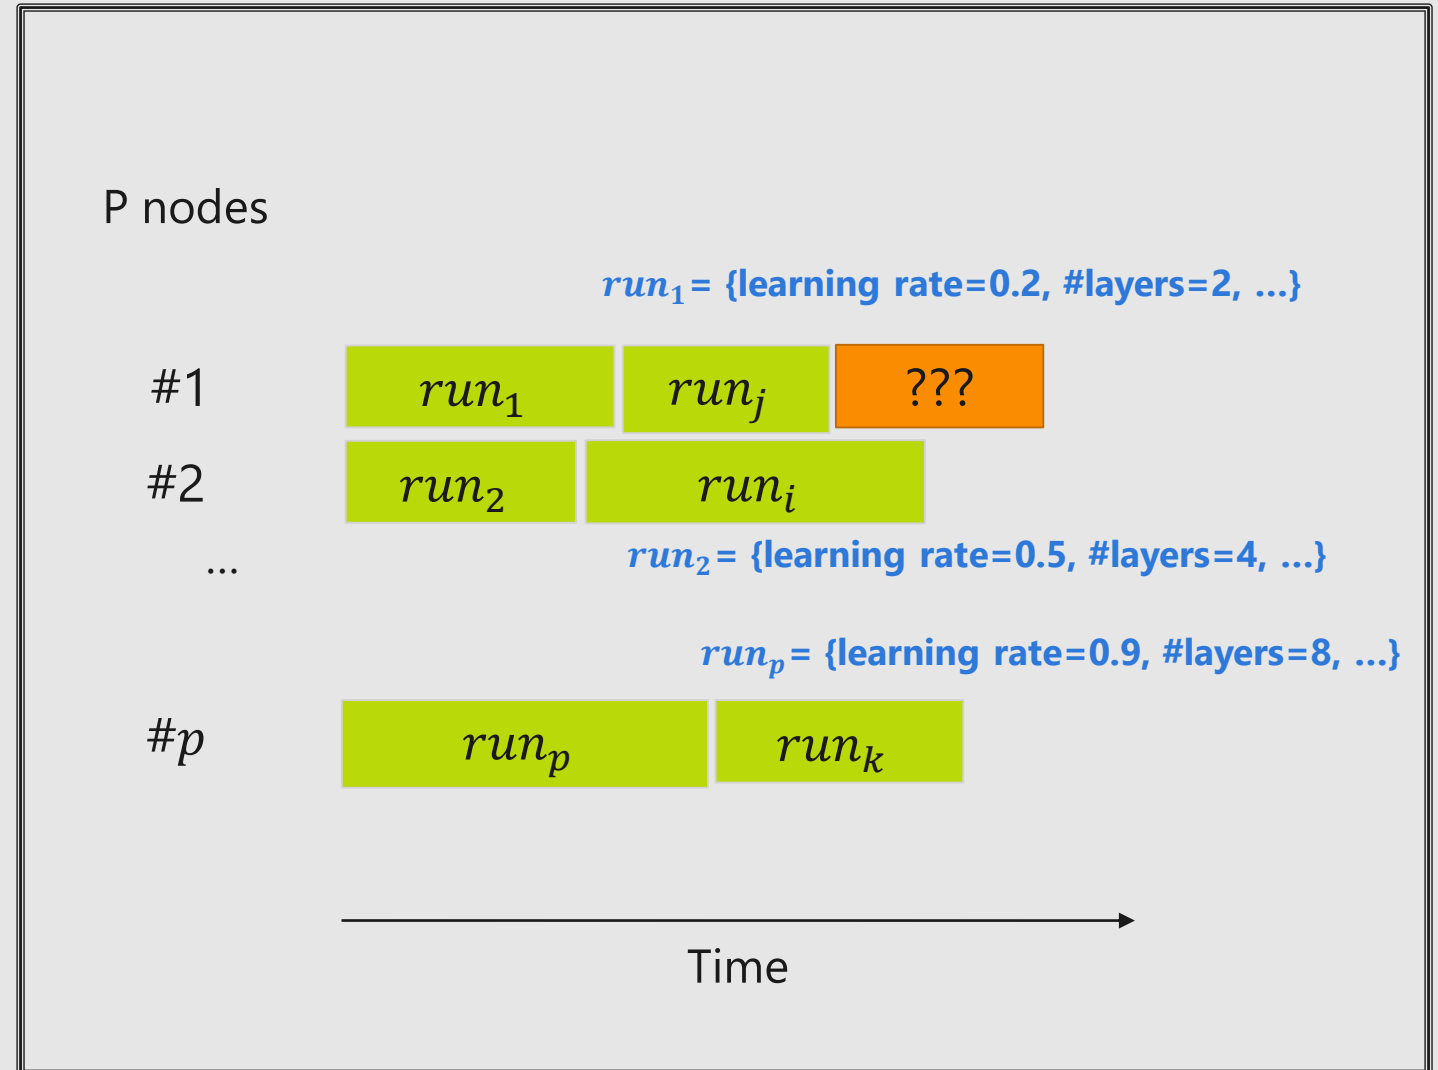 P nodes
run₁ = {learning rate=0.2, #layers=2, ...}
#1 run₁ runⱼ ???
#2 run₂ runᵢ
... run₂ = {learning rate=0.5, #layers=4, ...}
runₚ = {learning rate=0.9, #layers=8, ...}
#p runₚ runₖ
Time